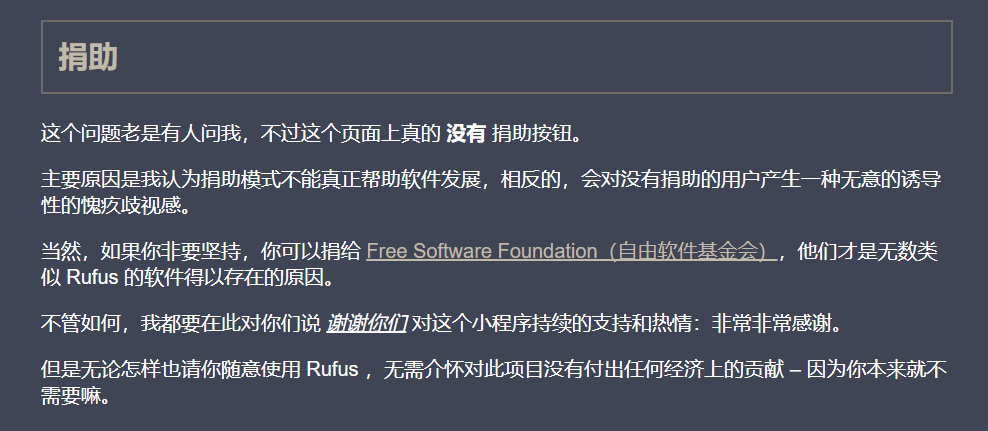 捐助
这个问题老是有人问我，不过这个页面上真的 没有 捐助按钮。
主要原因是我认为捐助模式不能真正帮助软件发展，相反的，会对没有捐助的用户产生一种无意的诱导
性的愧疚歧视感。
当然，如果你非要坚持，你可以捐给 Free Software Foundation（自由软件基金会），他们才是无数类
似 Rufus 的软件得以存在的原因。
不管如何，我都要在此对你们说 谢谢你们 对这个小程序持续的支持和热情：非常非常感谢。
但是无论怎样也请你随意使用 Rufus ，无需介怀对此项目没有付出任何经济上的贡献 – 因为你本来就不
需要嘛。